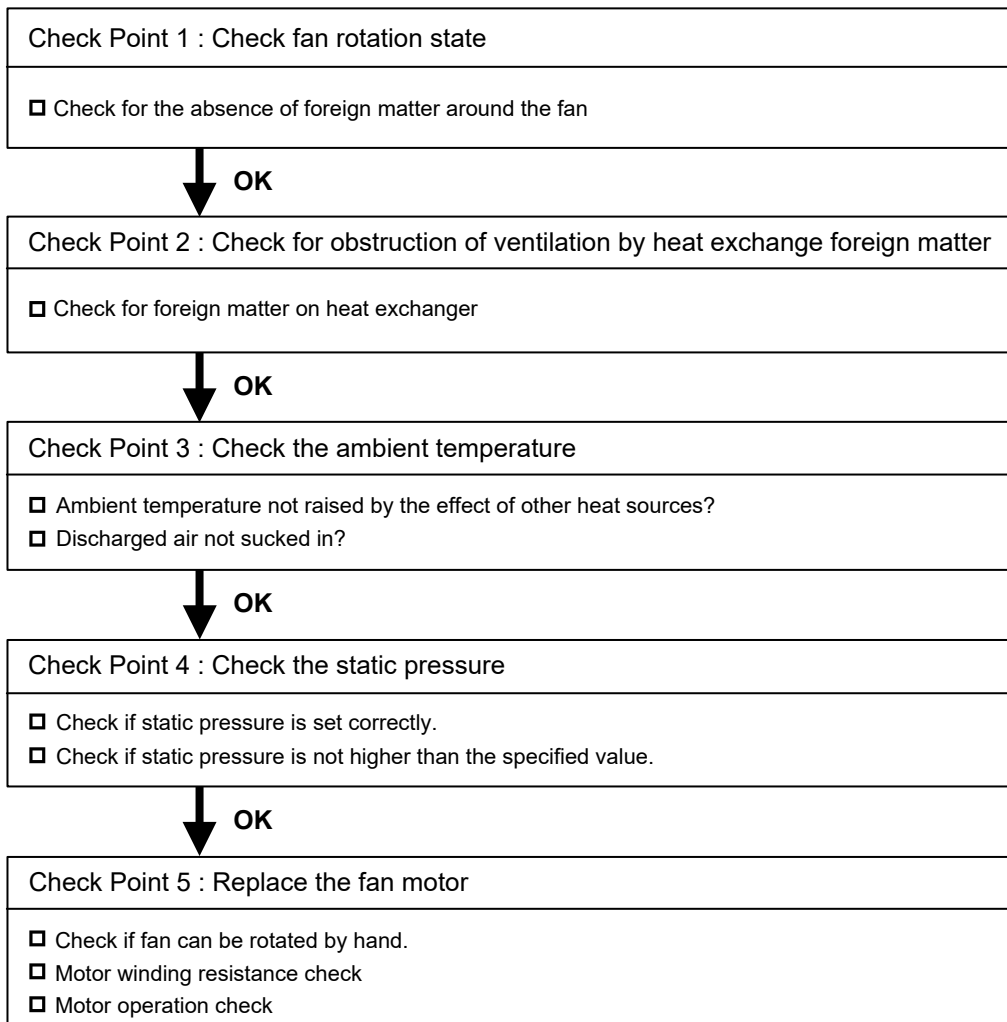 Check Point 1 : Check fan rotation state
Check for the absence of foreign matter around the fan
OK
Check Point 2 : Check for obstruction of ventilation by heat exchange foreign matter
Check for foreign matter on heat exchanger
OK
Check Point 3 : Check the ambient temperature
Ambient temperature not raised by the effect of other heat sources?
Discharged air not sucked in?
OK
Check Point 4 : Check the static pressure
Check if static pressure is set correctly.
Check if static pressure is not higher than the specified value.
OK
Check Point 5 : Replace the fan motor
Check if fan can be rotated by hand.
Motor winding resistance check
Motor operation check